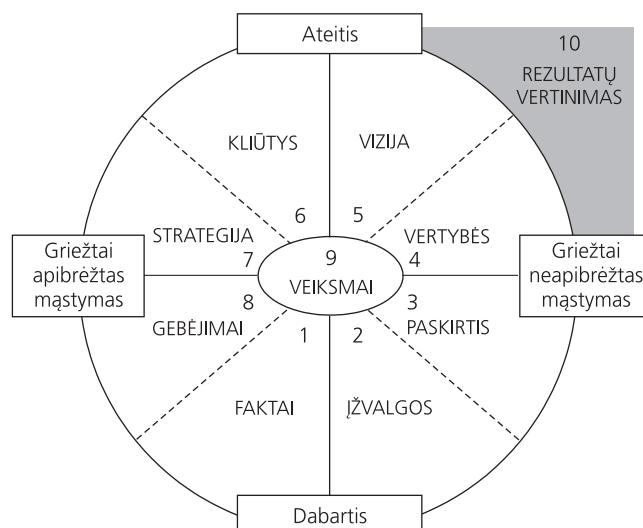 Ateitis
10
REZULTATŲ
VERTINIMAS
KLIŪTYS
VIZIJA
6
5
STRATEGIJA
VERTYBĖS
Griežtai
apibrėžtas
mąstymas
7
9
VEIKSMAI
4
Griežtai
neapibrėžtas
mąstymas
8
3
GEBĖJIMAI
PASKIRTIS
1
2
FAKTAI
ĮŽVALGOS
Dabartis